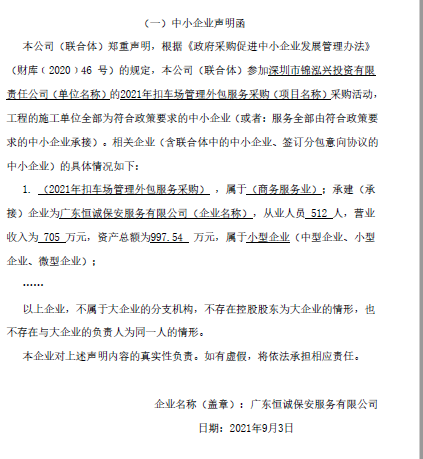 （一）中小企业声明函
本公司（联合体）郑重声明，根据《政府采购促进中小企业发展管理办法》
（财库﹝2020﹞46 号）的规定，本公司（联合体）参加深圳市锦泓兴投资有限
责任公司（单位名称）的2021年扣车场管理外包服务采购（项目名称）采购活动，
工程的施工单位全部为符合政策要求的中小企业（或者：服务全部由符合政策要
求的中小企业承接）。相关企业（含联合体中的中小企业、签订分包意向协议的
中小企业）的具体情况如下：
1. （2021年扣车场管理外包服务采购），属于（商务服务业）；承建（承
接）企业为广东恒诚保安服务有限公司（企业名称），从业人员 512 人，营业
收入为 705 万元，资产总额为997.54 万元，属于小型企业（中型企业、小型
企业、微型企业）；
……
以上企业，不属于大企业的分支机构，不存在控股股东为大企业的情形，也
不存在与大企业的负责人为同一人的情形。
本企业对上述声明内容的真实性负责。如有虚假，将依法承担相应责任。
企业名称（盖章）：广东恒诚保安服务有限公司
日期：2021年9月3日